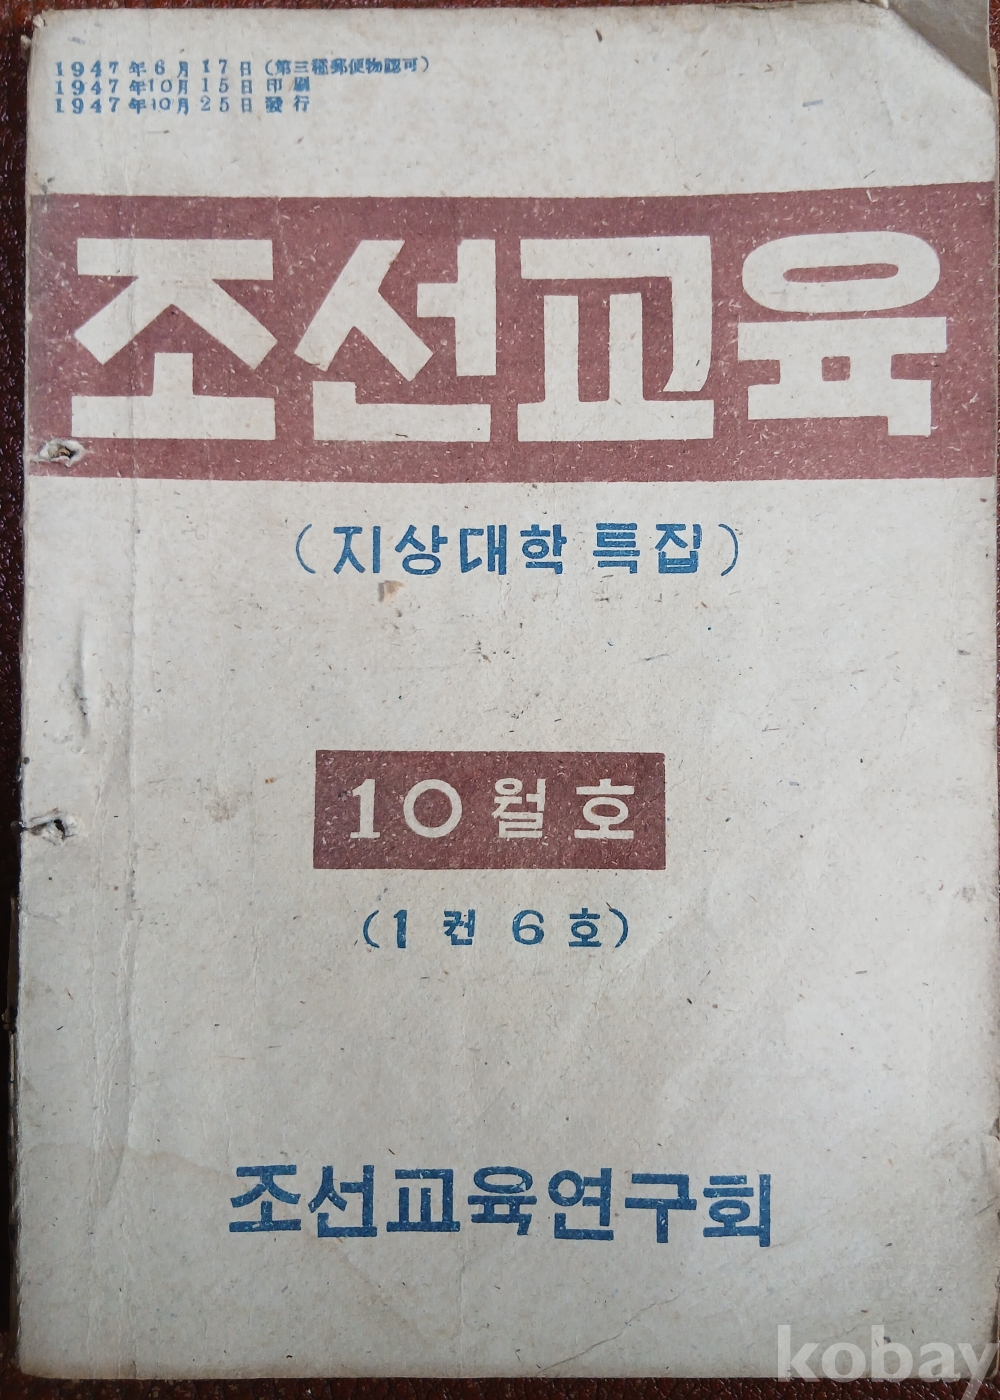 1947年6月17日(第三種郵便物認可)
1947年10月15日印刷
1947年10月25日發行
조선교육
(지상대학 특집)
10월호
(1권 6호)
조선교육연구회
kobay